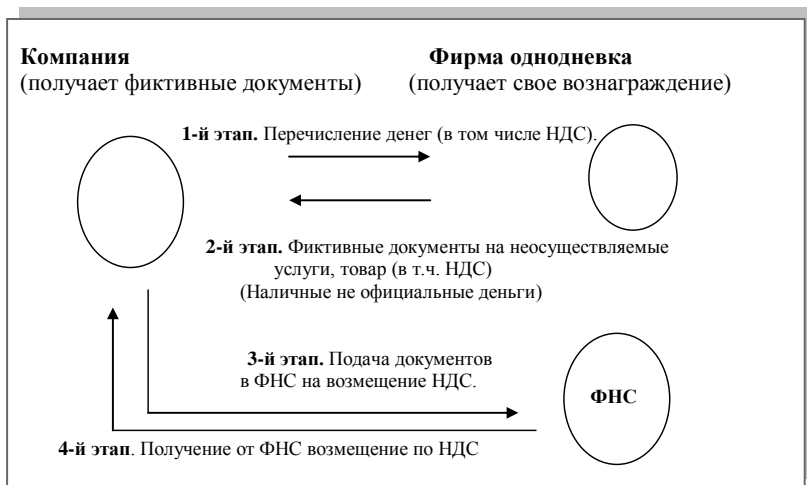 Компания
Фирма однодневка
(получает фиктивные документы)
(получает свое вознаграждение)
1-й этап. Перечисление денег (в том числе НДС).
2-й этап. Фиктивные документы на неосуществляемые
услуги, товар (в т.ч. НДС)
(Наличные не официальные деньги)
3-й этап. Подача документов
в ФНС на возмещение НДС.
ФНС
4-й этап. Получение от ФНС возмещение по НДС